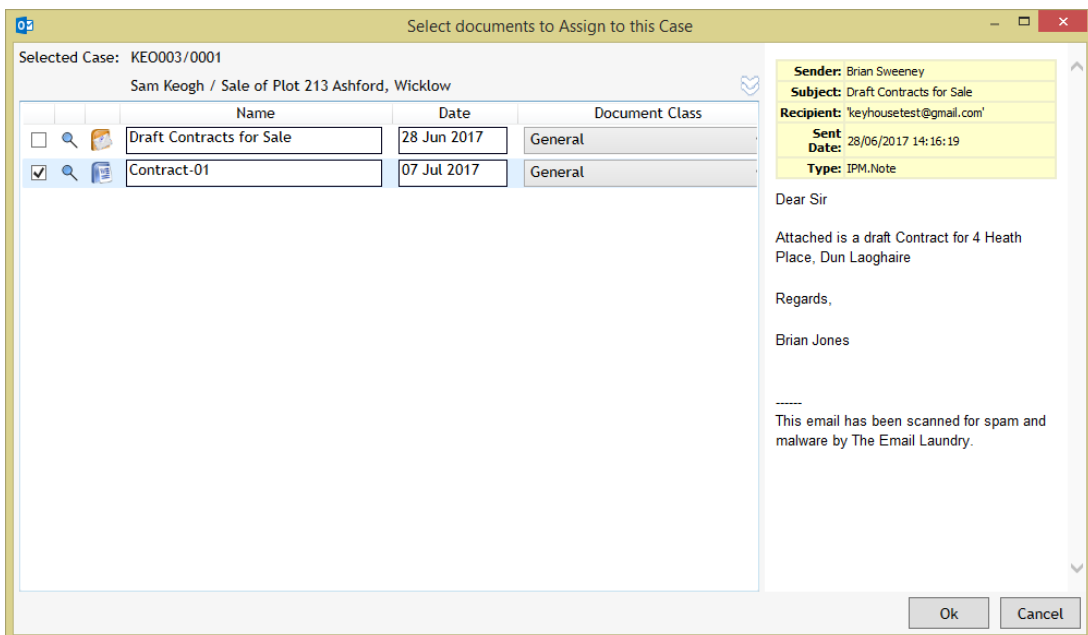 Select documents to Assign to this Case
Selected Case: KEO003/0001
Sam Keogh / Sale of Plot 213 Ashford, Wicklow
Name Date Document Class
Draft Contracts for Sale 28 Jun 2017 General
Contract-01 07 Jul 2017 General
Sender: Brian Sweeney
Subject: Draft Contracts for Sale
Recipient: 'keyhousetest@gmail.com'
Sent Date: 28/06/2017 14:16:19
Type: IPM.Note
Dear Sir
Attached is a draft Contract for 4 Heath
Place, Dun Laoghaire
Regards,
Brian Jones
------
This email has been scanned for spam and
malware by The Email Laundry.
Ok Cancel